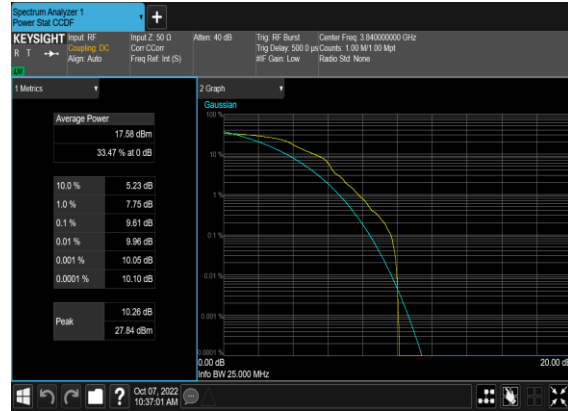 Spectrum Analyzer 1
Power Stat CCDF
KEYSIGHT Input: RF Input Z: 50 Ω Atten: 40 dB Trig: RF Burst Center Freq: 3.840000000 GHz
R T Coupling: DC Corr CCorr Trig Delay: 500.0 µs Counts: 1.00 M/1.00 Mpt
Align: Auto Freq Ref: Int (S) #IF Gain: Low Radio Std: None
LM
1 Metrics
Average Power
17.58 dBm
33.47 % at 0 dB
10.0 % 5.23 dB
1.0 % 7.75 dB
0.1 % 9.61 dB
0.01 % 9.96 dB
0.001 % 10.05 dB
0.0001 % 10.10 dB
Peak
10.26 dB
27.84 dBm
2 Graph
Gaussian
100 %
10 %
1 %
0.1 %
0.01 %
0.001 %
0.0001 %
0.00 dB 20.00 dB
Info BW 25.000 MHz
Oct 07, 2022
10:37:01 AM